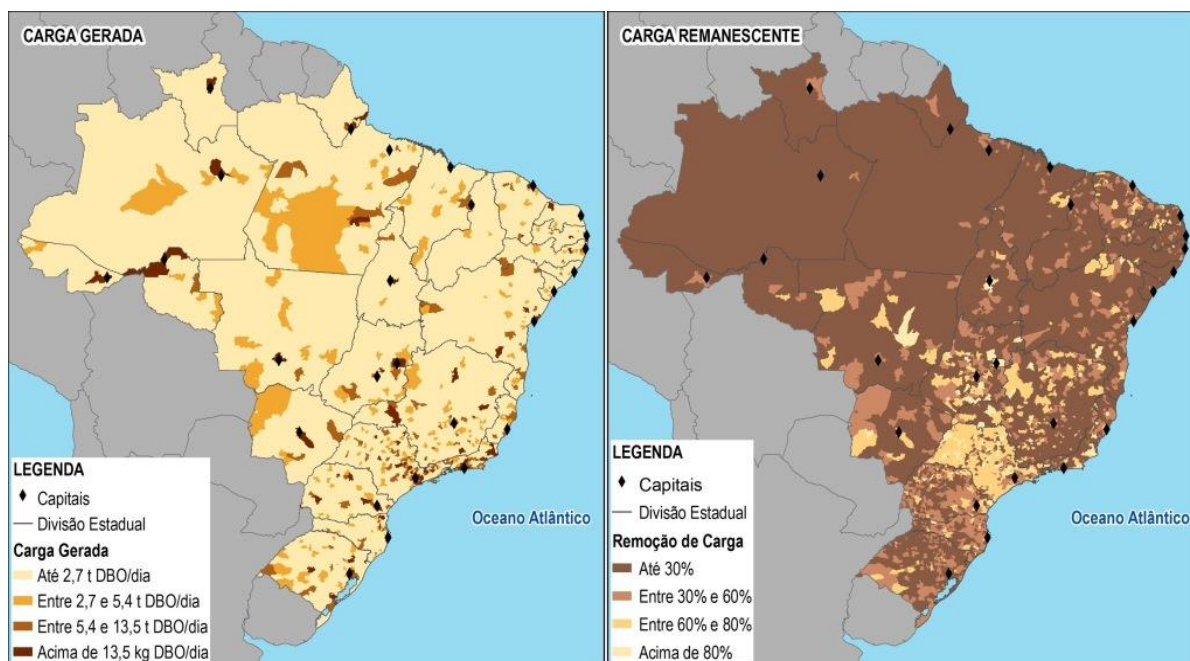 CARGA GERADA
LEGENDA
Capitais
Divisão Estadual
Carga Gerada
Até 2,7 t DBO/dia
Entre 2,7 e 5,4 t DBO/dia
Entre 5,4 e 13,5 t DBO/dia
Acima de 13,5 kg DBO/dia
Oceano Atlântico
CARGA REMANESCENTE
LEGENDA
Capitais
Divisão Estadual
Remoção de Carga
Até 30%
Entre 30% e 60%
Entre 60% e 80%
Acima de 80%
Oceano Atlântico